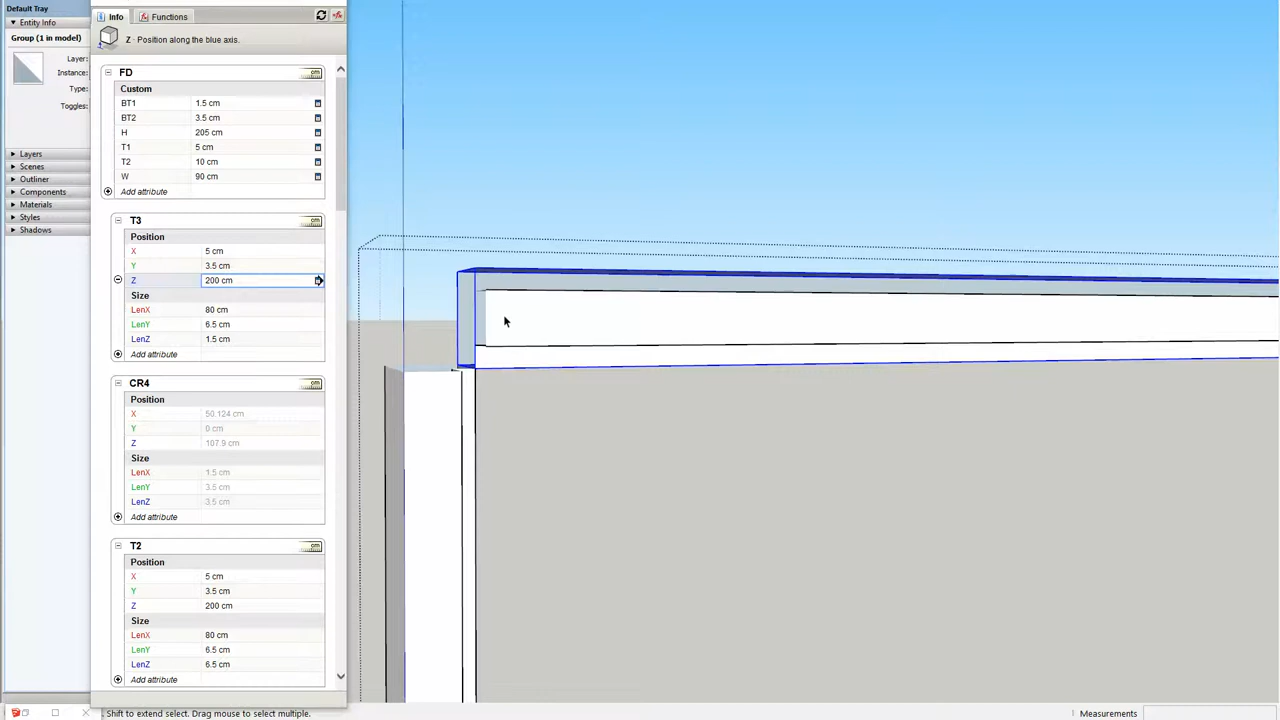 Default Tray
Entity Info
Group (1 in model)
Layer:
Instance:
Type:
Toggles:
Layers
Scenes
Outliner
Components
Materials
Styles
Shadows
Info
Functions
Z - Position along the blue axis.
FD
cm
Custom
BT1 1.5 cm
BT2 3.5 cm
H 205 cm
T1 5 cm
T2 10 cm
W 90 cm
Add attribute
T3
cm
Position
X 5 cm
Y 3.5 cm
Z 200 cm
Size
LenX 80 cm
LenY 6.5 cm
LenZ 1.5 cm
Add attribute
CR4
cm
Position
X 50.124 cm
Y 0 cm
Z 107.9 cm
Size
LenX 1.5 cm
LenY 3.5 cm
LenZ 3.5 cm
Add attribute
T2
cm
Position
X 5 cm
Y 3.5 cm
Z 200 cm
Size
LenX 80 cm
LenY 6.5 cm
LenZ 6.5 cm
Add attribute
Shift to extend select. Drag mouse to select multiple.
Measurements